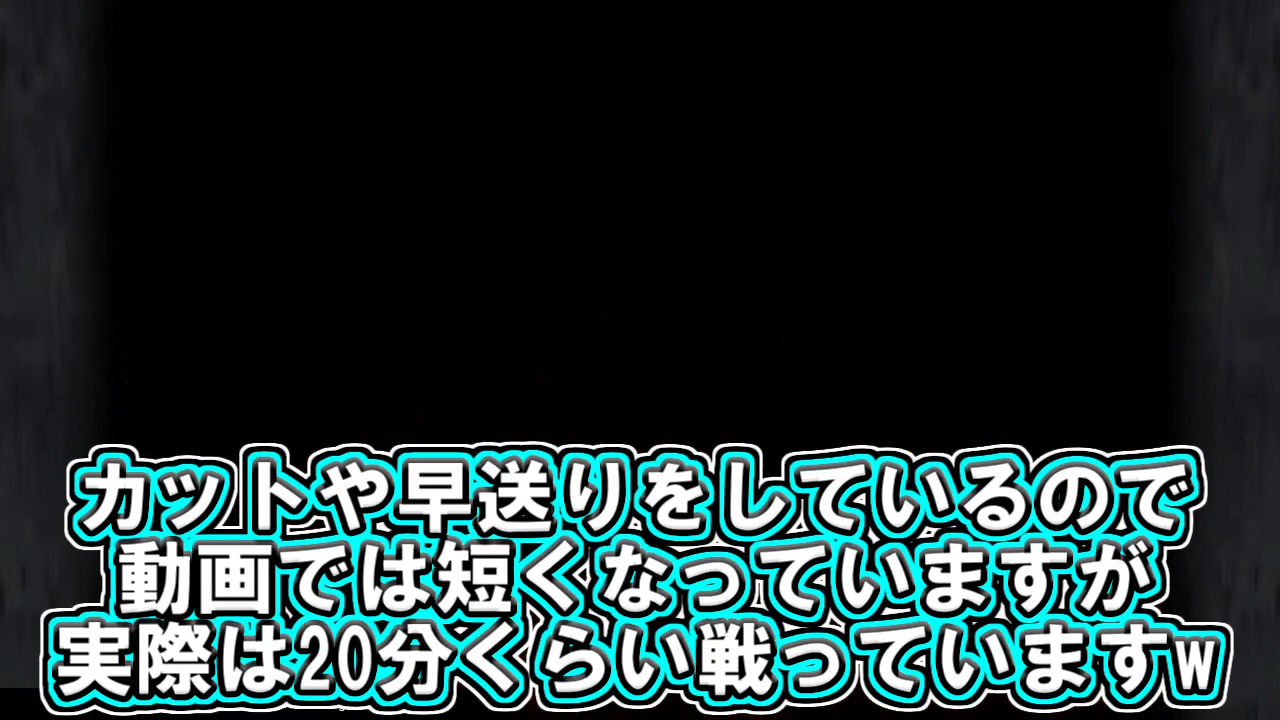 カットや早送りをしているので
動画では短くなっていますが
実際は20分くらい戦っていますw